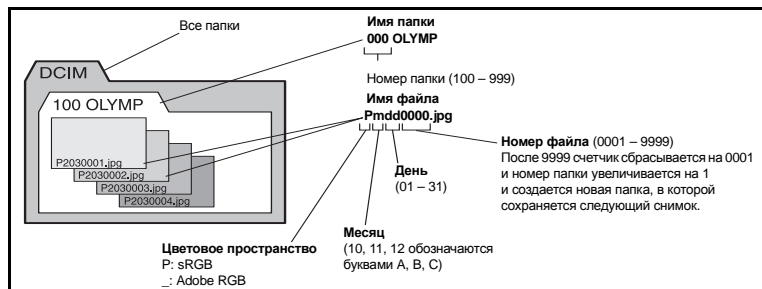 Все папки
Имя папки
000 OLYMP
Номер папки (100 – 999)
DCIM
100 OLYMP
P2030001.jpg
P2030002.jpg
P2030003.jpg
P2030004.jpg
Имя файла
Pmdd0000.jpg
Номер файла (0001 – 9999)
После 9999 счетчик сбрасывается на 0001
и номер папки увеличивается на 1
и создается новая папка, в которой
сохраняется следующий снимок.
День
(01 – 31)
Месяц
(10, 11, 12 обозначаются
буквами A, B, C)
Цветовое пространство
P: sRGB
_: Adobe RGB